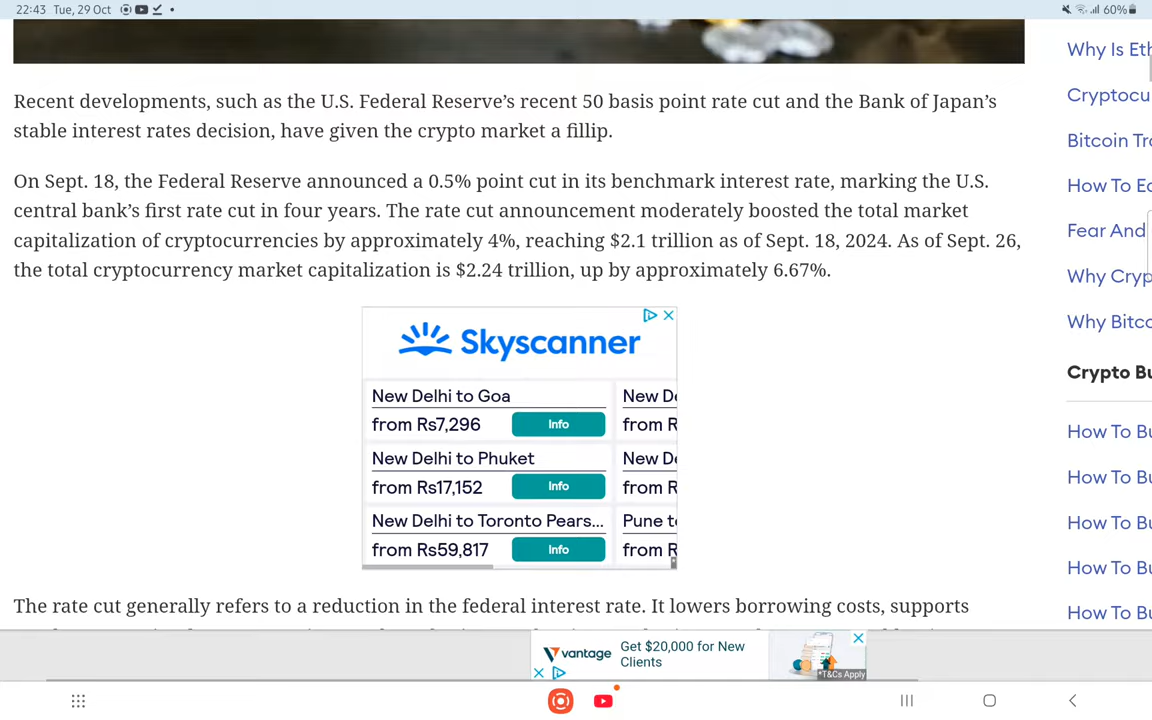 22:43 Tue, 29 Oct
60%
Recent developments, such as the U.S. Federal Reserve’s recent 50 basis point rate cut and the Bank of Japan’s
stable interest rates decision, have given the crypto market a fillip.
On Sept. 18, the Federal Reserve announced a 0.5% point cut in its benchmark interest rate, marking the U.S.
central bank’s first rate cut in four years. The rate cut announcement moderately boosted the total market
capitalization of cryptocurrencies by approximately 4%, reaching $2.1 trillion as of Sept. 18, 2024. As of Sept. 26,
the total cryptocurrency market capitalization is $2.24 trillion, up by approximately 6.67%.
Skyscanner
New Delhi to Goa
from Rs7,296 Info
New Delhi to Phuket
from Rs17,152 Info
New Delhi to Toronto Pears...
from Rs59,817 Info
New De
from R
New De
from R
Pune to
from R
The rate cut generally refers to a reduction in the federal interest rate. It lowers borrowing costs, supports
vantage
Get $20,000 for New
Clients
*T&Cs Apply
Why Is Eth
Cryptocu
Bitcoin Tr
How To E
Fear And
Why Cryp
Why Bitco
Crypto Bu
How To Bu
How To Bu
How To Bu
How To Bu
How To Bu